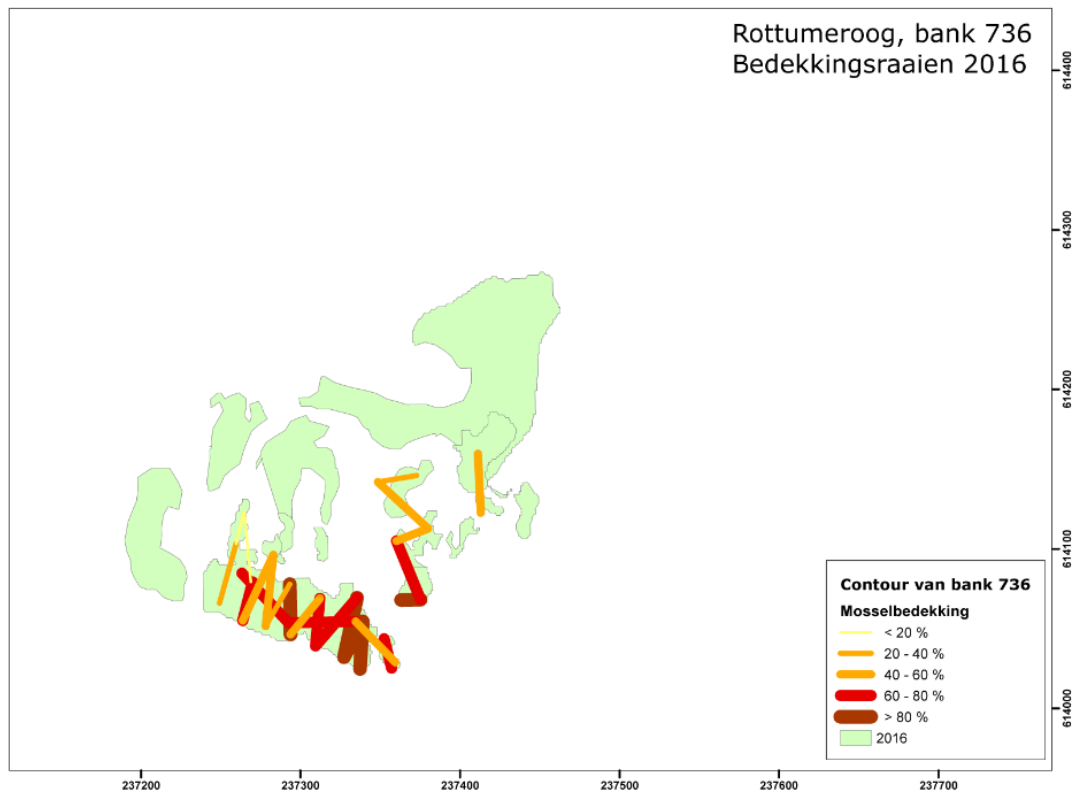 Rottumeroog, bank 736
Bedekkingsraaien 2016
614400
614300
614200
614100
614000
Contour van bank 736
Mosselbedekking
< 20 %
20 - 40 %
40 - 60 %
60 - 80 %
> 80 %
2016
237200
237300
237400
237500
237600
237700